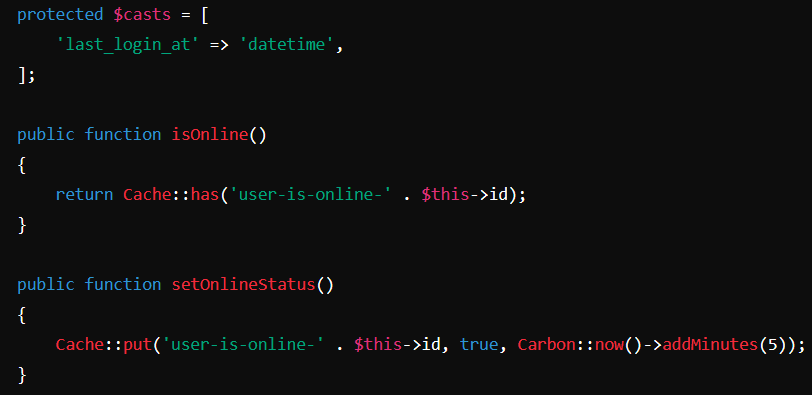 protected $casts = [
    'last_login_at' => 'datetime',
];

public function isOnline()
{
    return Cache::has('user-is-online-' . $this->id);
}

public function setOnlineStatus()
{
    Cache::put('user-is-online-' . $this->id, true, Carbon::now()->addMinutes(5));
}